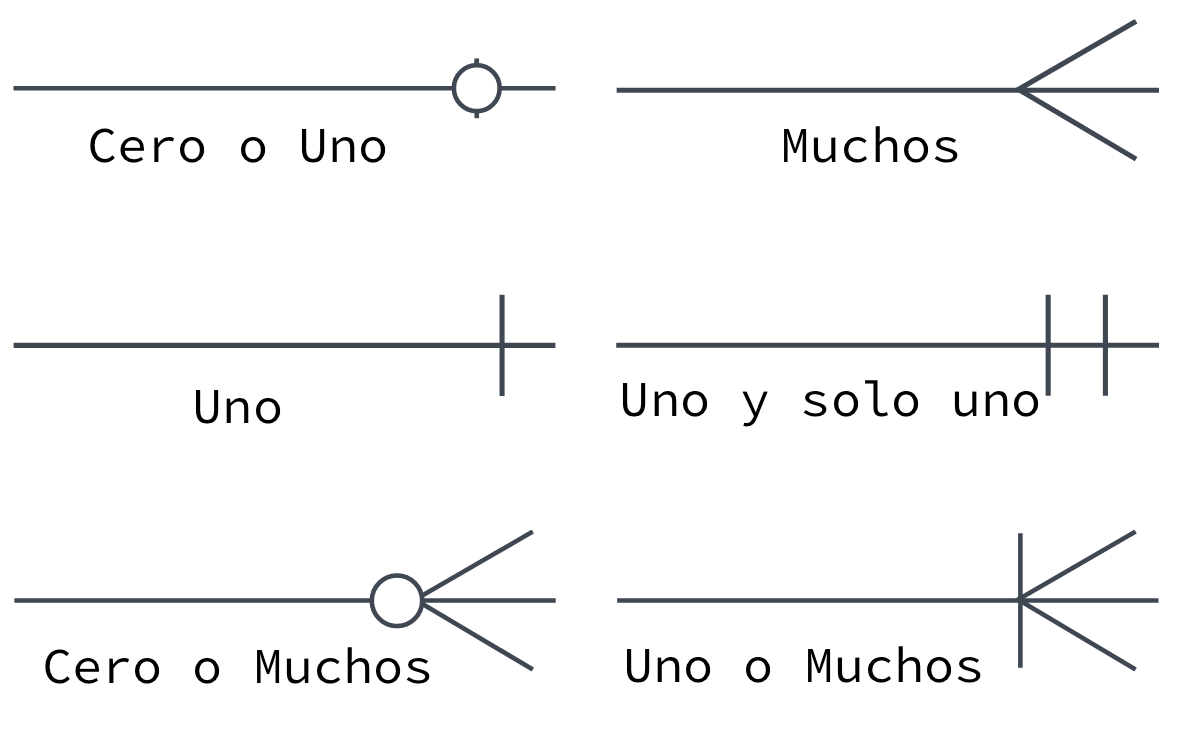 Cero o Uno
Muchos
Uno
Uno y solo uno
Cero o Muchos
Uno o Muchos